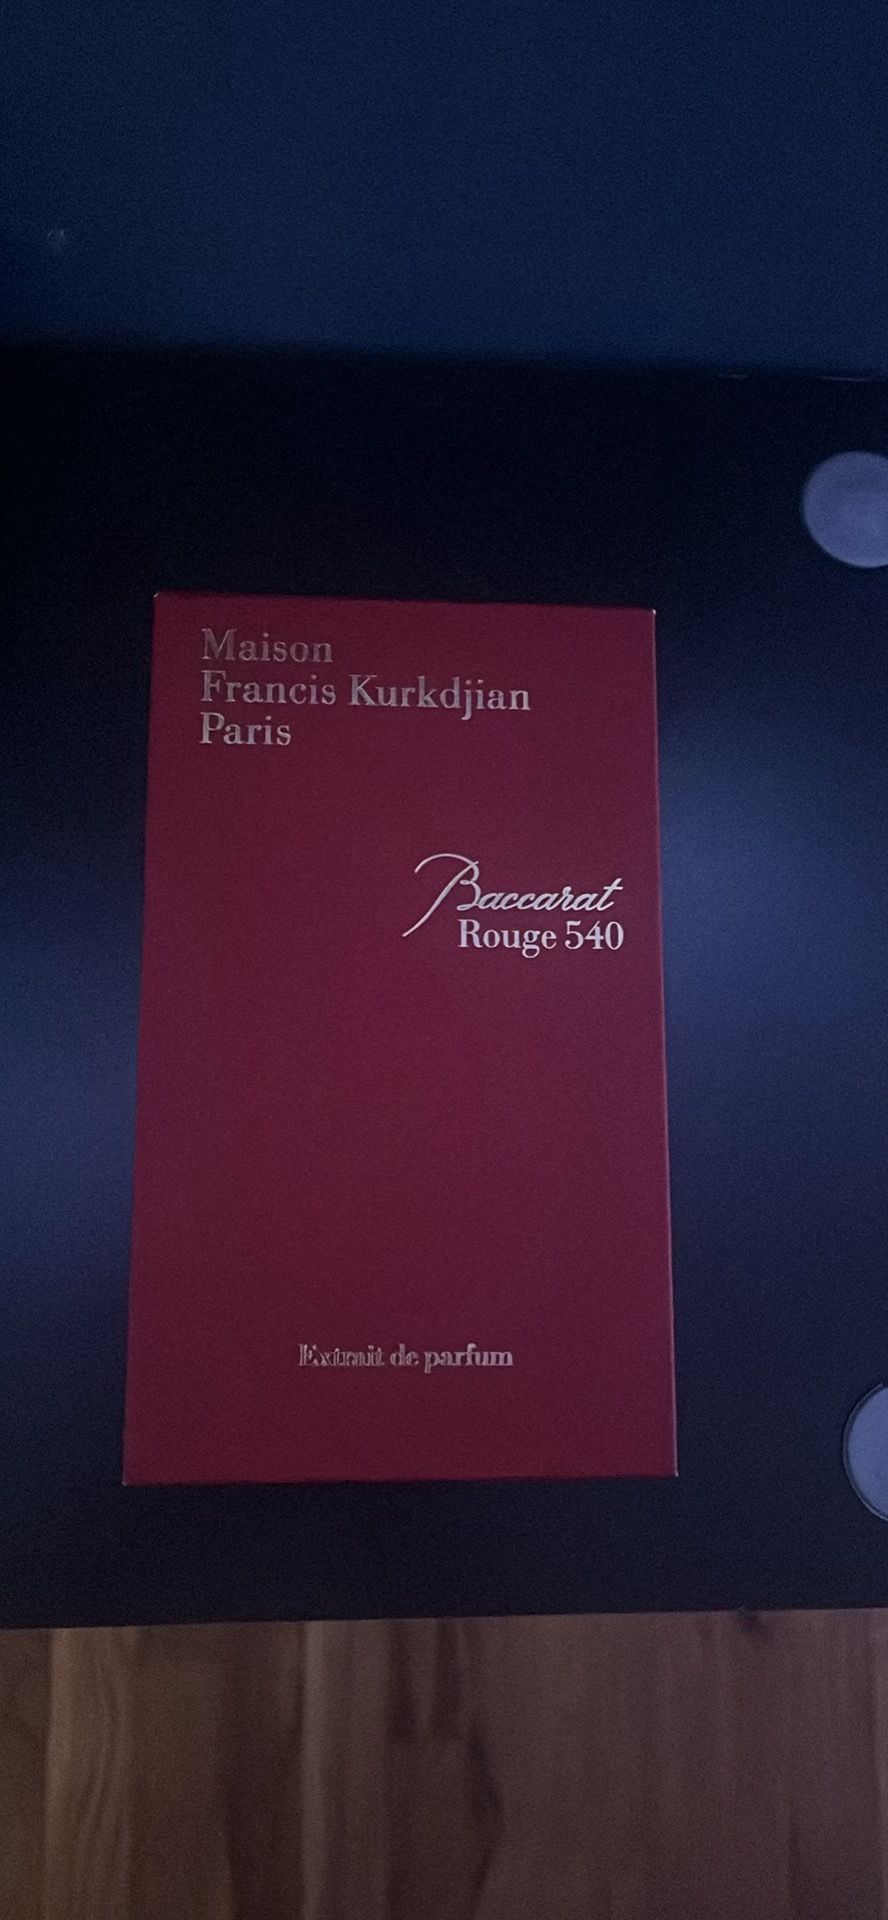 Maison
Francis Kurkdjian
Paris
Baccarat
Rouge 540
Extrait de parfum